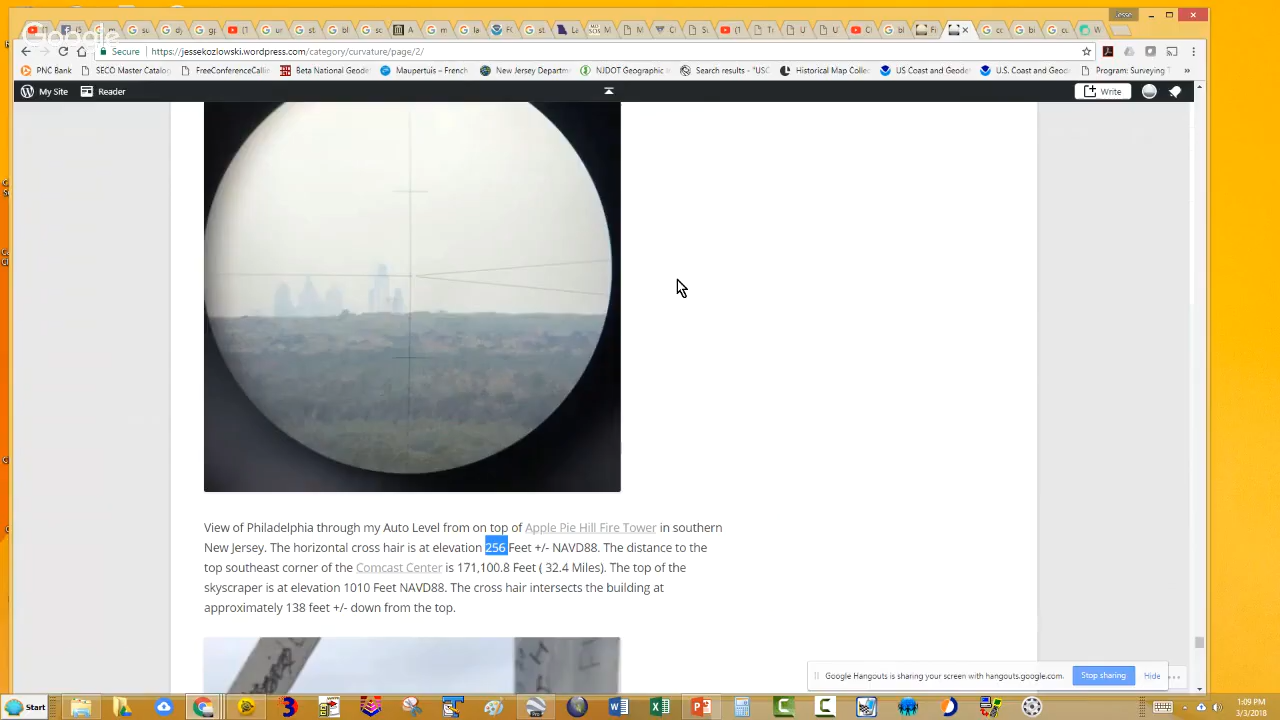 Jesse
Google
Secure https://jessekozlowski.wordpress.com/category/curvature/page/2/
PNC Bank SECO Master Catalog FreeConferenceCallin Beta National Geodet Maupertuis – French New Jersey Departm NJDOT Geographic Search results - "USC Historical Map Collec US Coast and Geode U.S. Coast and Geod Program: Surveying »
My Site Reader Write
View of Philadelphia through my Auto Level from on top of Apple Pie Hill Fire Tower in southern
New Jersey. The horizontal cross hair is at elevation 256 Feet +/- NAVD88. The distance to the
top southeast corner of the Comcast Center is 171,100.8 Feet ( 32.4 Miles). The top of the
skyscraper is at elevation 1010 Feet NAVD88. The cross hair intersects the building at
approximately 138 feet +/- down from the top.
Google Hangouts is sharing your screen with hangouts.google.com. Stop sharing Hide
Start
1:09 PM
3/3/2018